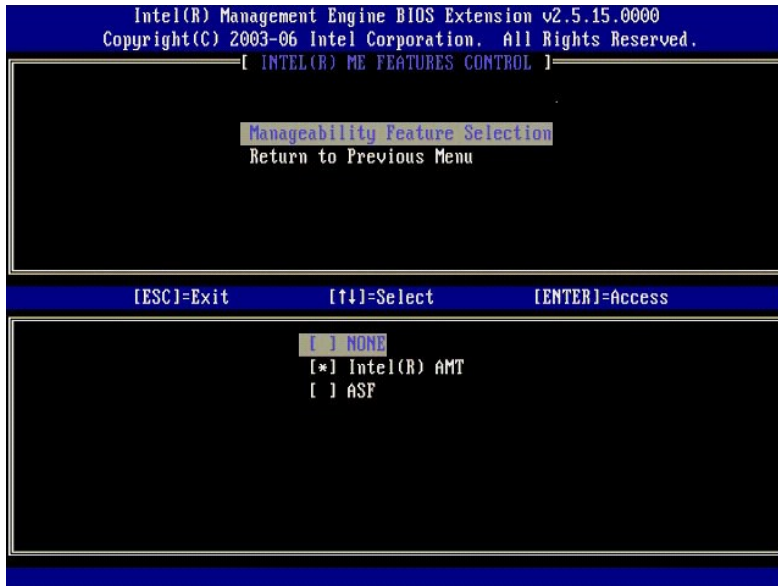 Intel(R) Management Engine BIOS Extension v2.5.15.0000
Copyright(C) 2003-06 Intel Corporation. All Rights Reserved.
[ INTEL(R) ME FEATURES CONTROL ]
Manageability Feature Selection
Return to Previous Menu
[ESC]=Exit [↑↓]=Select [ENTER]=Access
[ ] NONE
[*] Intel(R) AMT
[ ] ASF